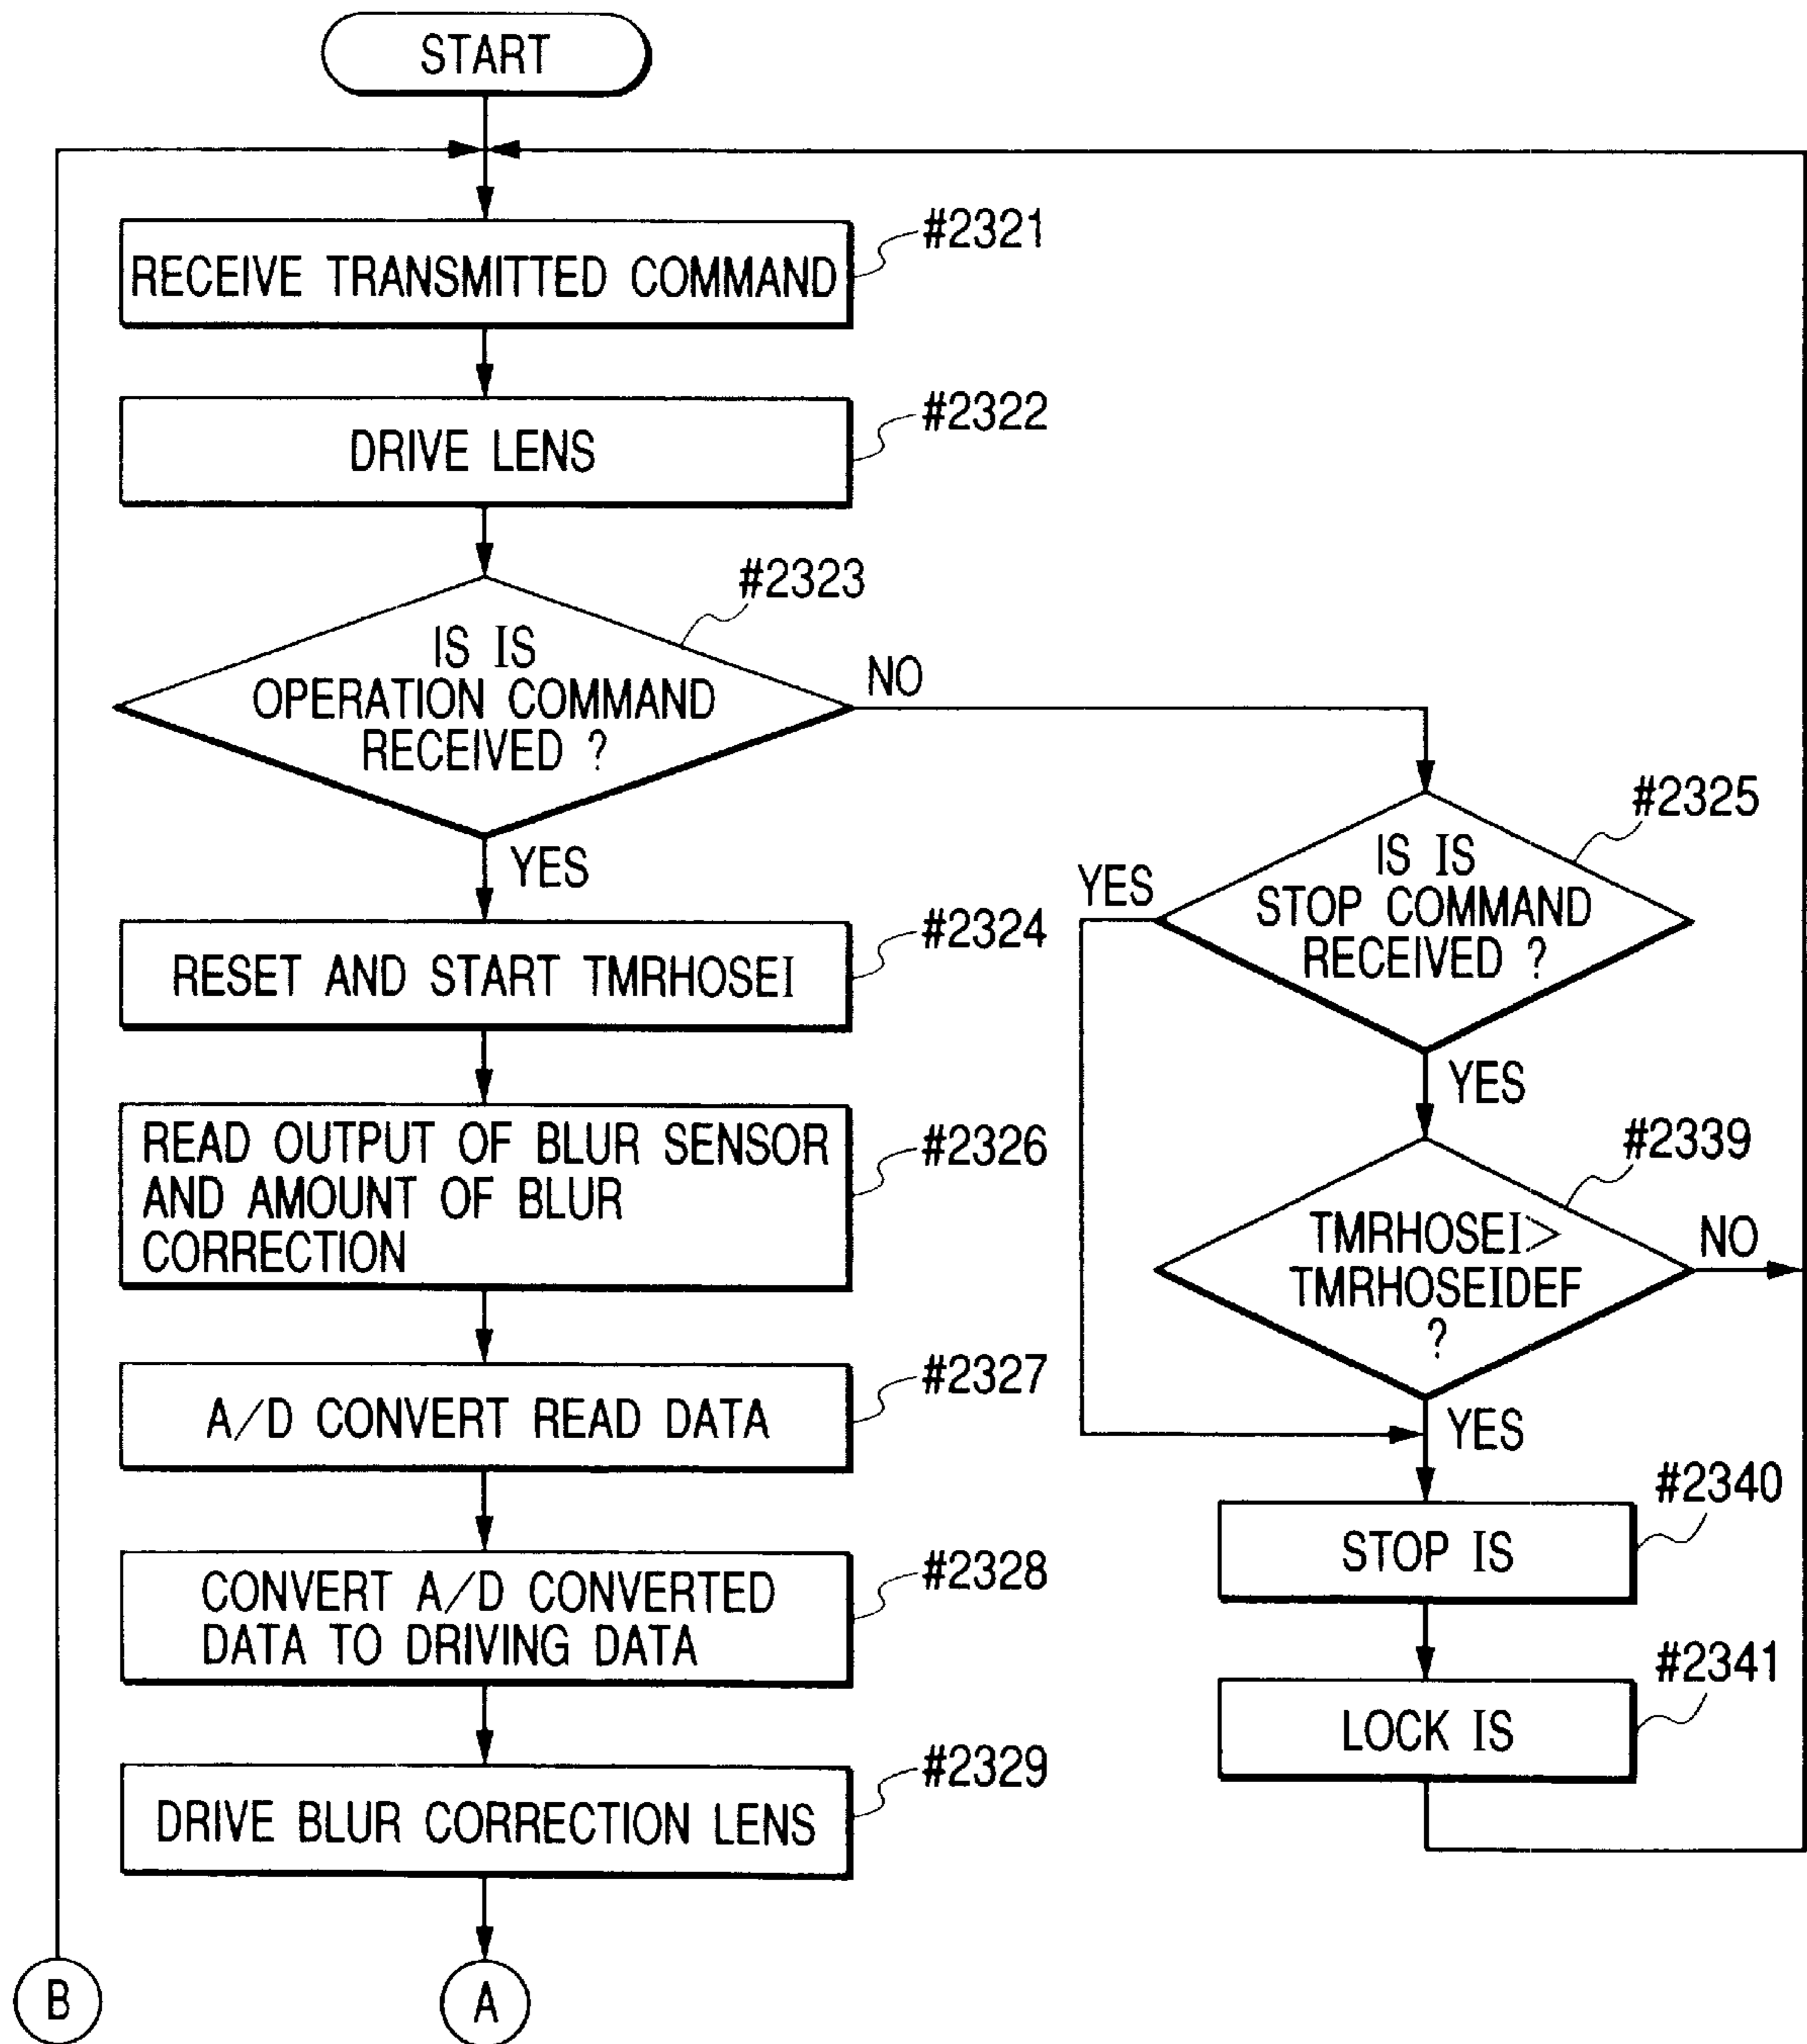 START
#2321
RECEIVE TRANSMITTED COMMAND
#2322
DRIVE LENS
#2323
IS IS
OPERATION COMMAND
RECEIVED ?
NO
YES
#2325
IS IS
STOP COMMAND
RECEIVED ?
YES
YES
#2324
RESET AND START TMRHOSEI
#2326
READ OUTPUT OF BLUR SENSOR
AND AMOUNT OF BLUR
CORRECTION
#2339
TMRHOSEI>
TMRHOSEIDEF
?
NO
YES
#2327
A/D CONVERT READ DATA
#2328
CONVERT A/D CONVERTED
DATA TO DRIVING DATA
#2340
STOP IS
#2341
LOCK IS
#2329
DRIVE BLUR CORRECTION LENS
B
A